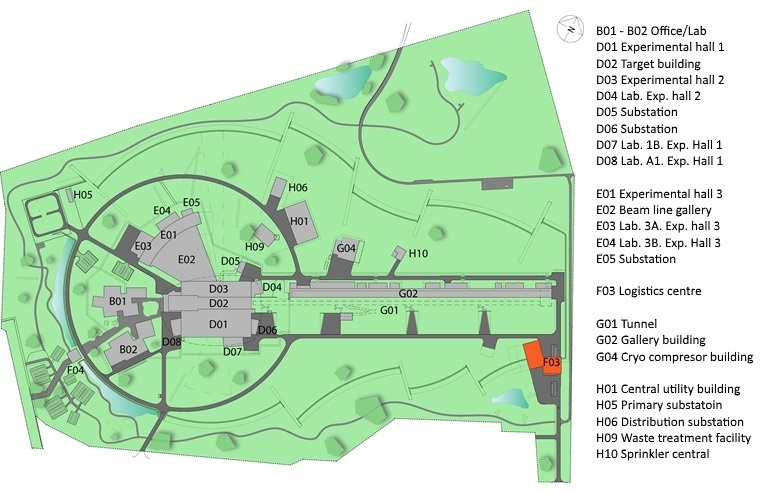 N
H05
H06
E05
E04
H01
E01
E03
H09
G04
E02
H10
D05
D03
D04
G02
B01
D02
G01
D01
D06
D08
B02
D07
F04
F03
B01 - B02 Office/Lab
D01 Experimental hall 1
D02 Target building
D03 Experimental hall 2
D04 Lab. Exp. hall 2
D05 Substation
D06 Substation
D07 Lab. 1B. Exp. Hall 1
D08 Lab. A1. Exp. Hall 1
E01 Experimental hall 3
E02 Beam line gallery
E03 Lab. 3A. Exp. hall 3
E04 Lab. 3B. Exp. Hall 3
E05 Substation
F03 Logistics centre
G01 Tunnel
G02 Gallery building
G04 Cryo compresor building
H01 Central utility building
H05 Primary substatoin
H06 Distribution substation
H09 Waste treatment facility
H10 Sprinkler central